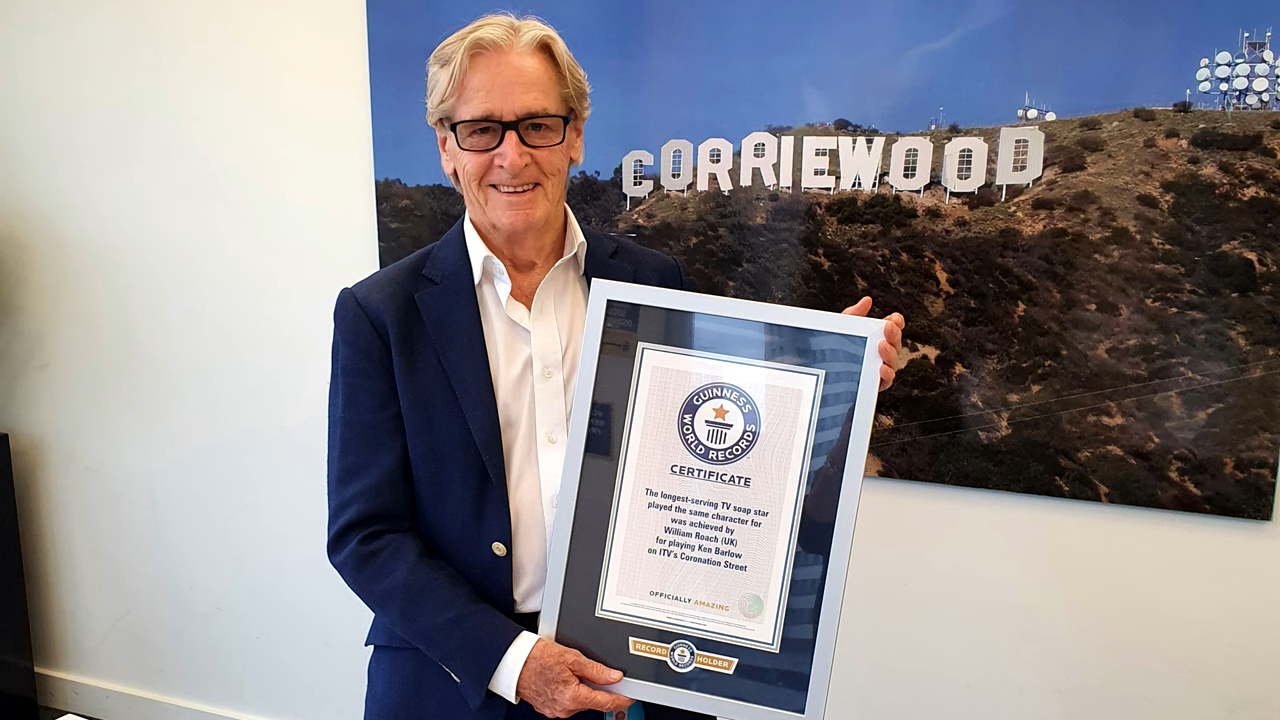 CORRIEWOOD
GUINNESS
WORLD RECORDS
CERTIFICATE
The longest-serving TV soap star
played the same character for
was achieved by
William Roach (UK)
for playing Ken Barlow
on ITV's Coronation Street
OFFICIALLY AMAZING
RECORD HOLDER